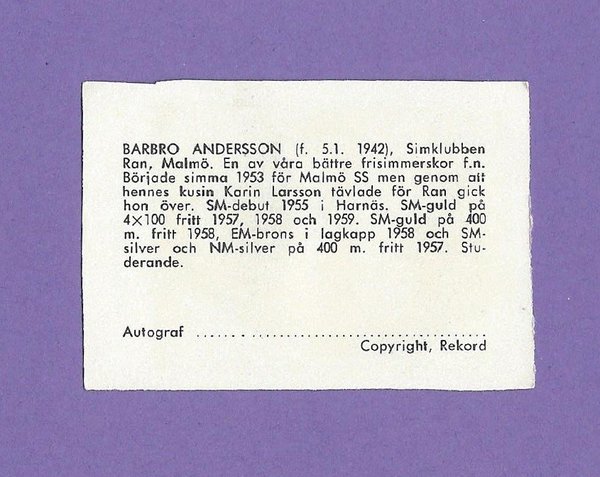 BARBRO ANDERSSON (f. 5.1. 1942), Simklubben
Ran, Malmö. En av våra bättre frisimmerskor f.n.
Började simma 1953 för Malmö SS men genom att
hennes kusin Karin Larsson tävlade för Ran gick
hon över. SM-debut 1955 i Harnäs. SM-guld på
4×100 fritt 1957, 1958 och 1959. SM-guld på 400
m. fritt 1958, EM-brons i lagkapp 1958 och SM-
silver och NM-silver på 400 m. fritt 1957. Stu-
derande.
Autograf ..............................................
Copyright, Rekord